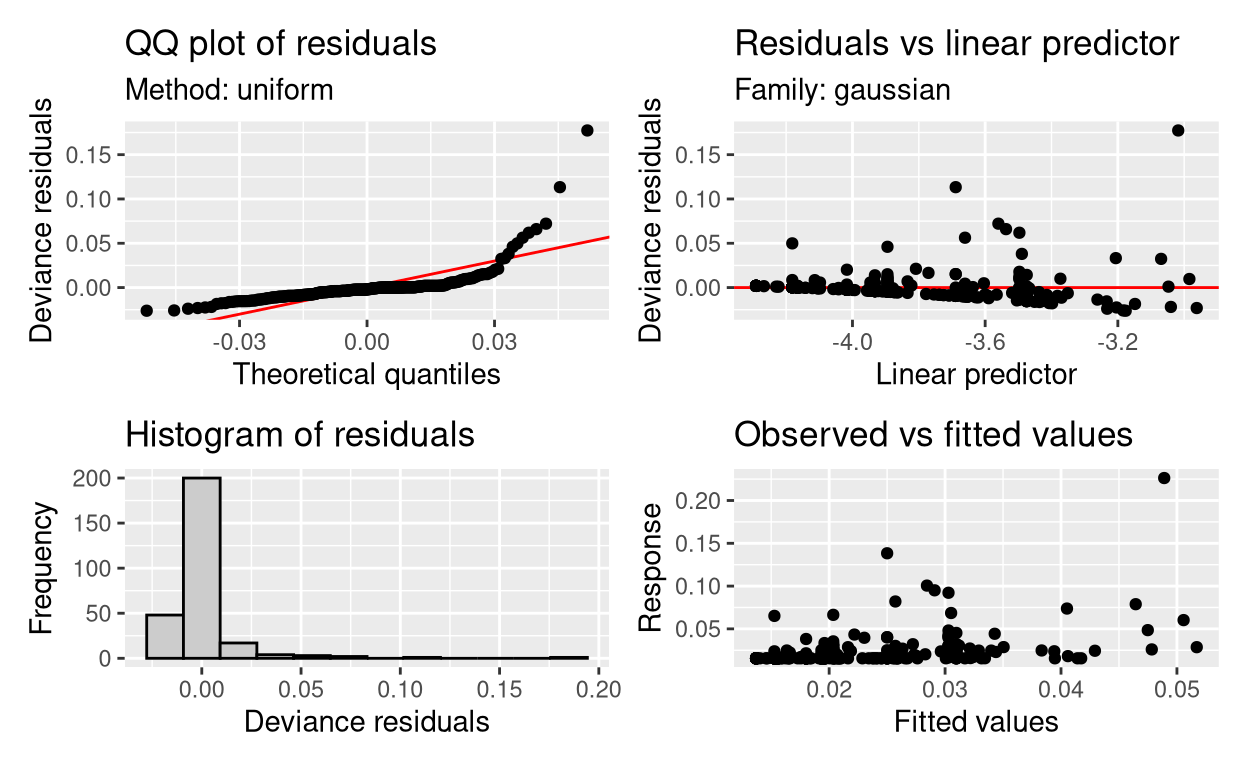 QQ plot of residuals
Method: uniform
Deviance residuals
0.15
0.10
0.05
0.00
-0.03
0.00
0.03
Theoretical quantiles
Residuals vs linear predictor
Family: gaussian
Deviance residuals
0.15
0.10
0.05
0.00
-4.0
-3.6
-3.2
Linear predictor
Histogram of residuals
Frequency
200
150
100
50
0
0.00
0.05
0.10
0.15
0.20
Deviance residuals
Observed vs fitted values
Response
0.20
0.15
0.10
0.05
0.02
0.03
0.04
0.05
Fitted values